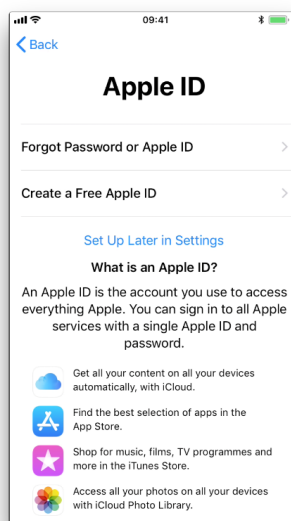 09:41
Back
Apple ID
Forgot Password or Apple ID
Create a Free Apple ID
Set Up Later in Settings
What is an Apple ID?
An Apple ID is the account you use to access
everything Apple. You can sign in to all Apple
services with a single Apple ID and
password.
Get all your content on all your devices
automatically, with iCloud.
Find the best selection of apps in the
App Store.
Shop for music, films, TV programmes and
more in the iTunes Store.
Access all your photos on all your devices
with iCloud Photo Library.